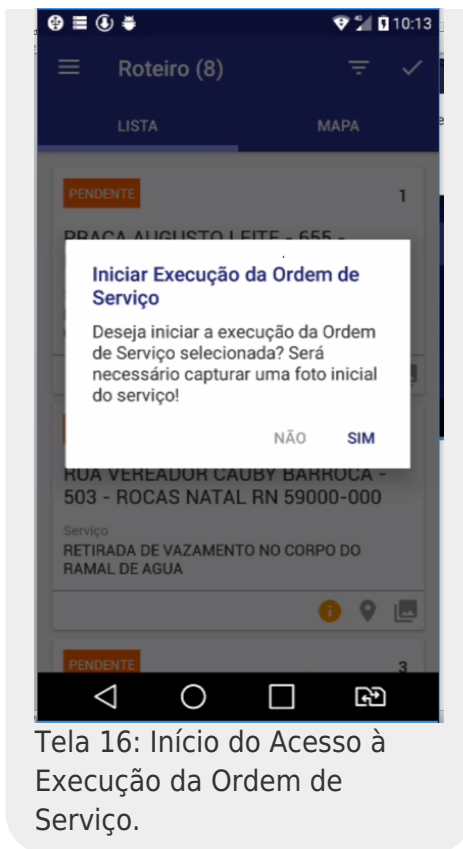 10:13
Roteiro (8)
LISTA
MAPA
PENDENTE
1
PRAÇA AUGUSTO LEITE - 655 -
Iniciar Execução da Ordem de
Serviço
Deseja iniciar a execução da Ordem
de Serviço selecionada? Será
necessário capturar uma foto inicial
do serviço!
NÃO
SIM
RUA VEREADOR CAUBY BARROCA -
503 - ROCAS NATAL RN 59000-000
Serviço
RETIRADA DE VAZAMENTO NO CORPO DO
RAMAL DE AGUA
PENDENTE
3
Tela 16: Início do Acesso à
Execução da Ordem de
Serviço.